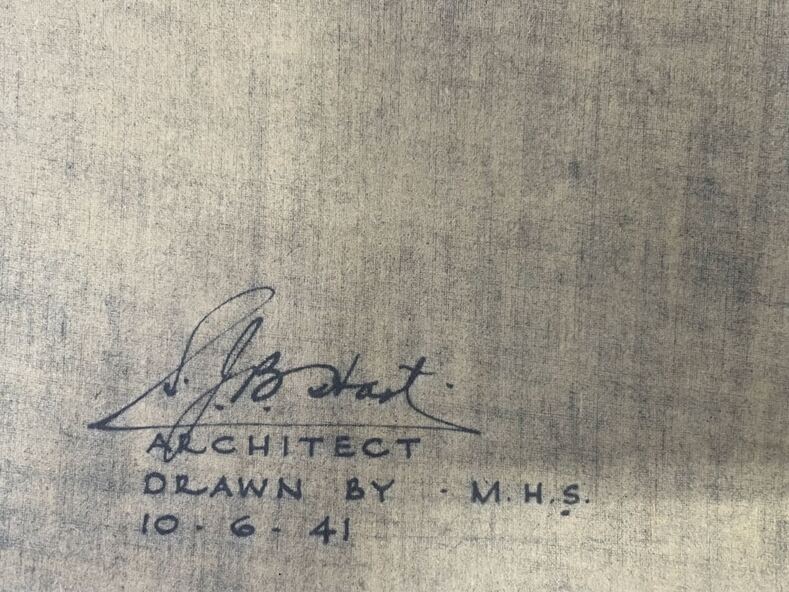 S. J. B. Hart.
ARCHITECT
DRAWN BY - M.H.S.
10 - 6 - 41